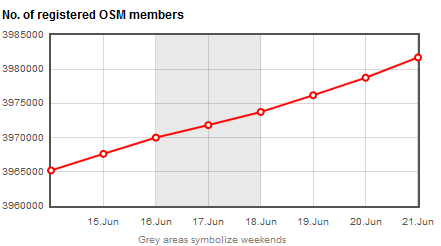 No. of registered OSM members
3985000
3980000
3975000
3970000
3965000
3960000
15.Jun 16.Jun 17.Jun 18.Jun 19.Jun 20.Jun 21.Jun
Grey areas symbolize weekends